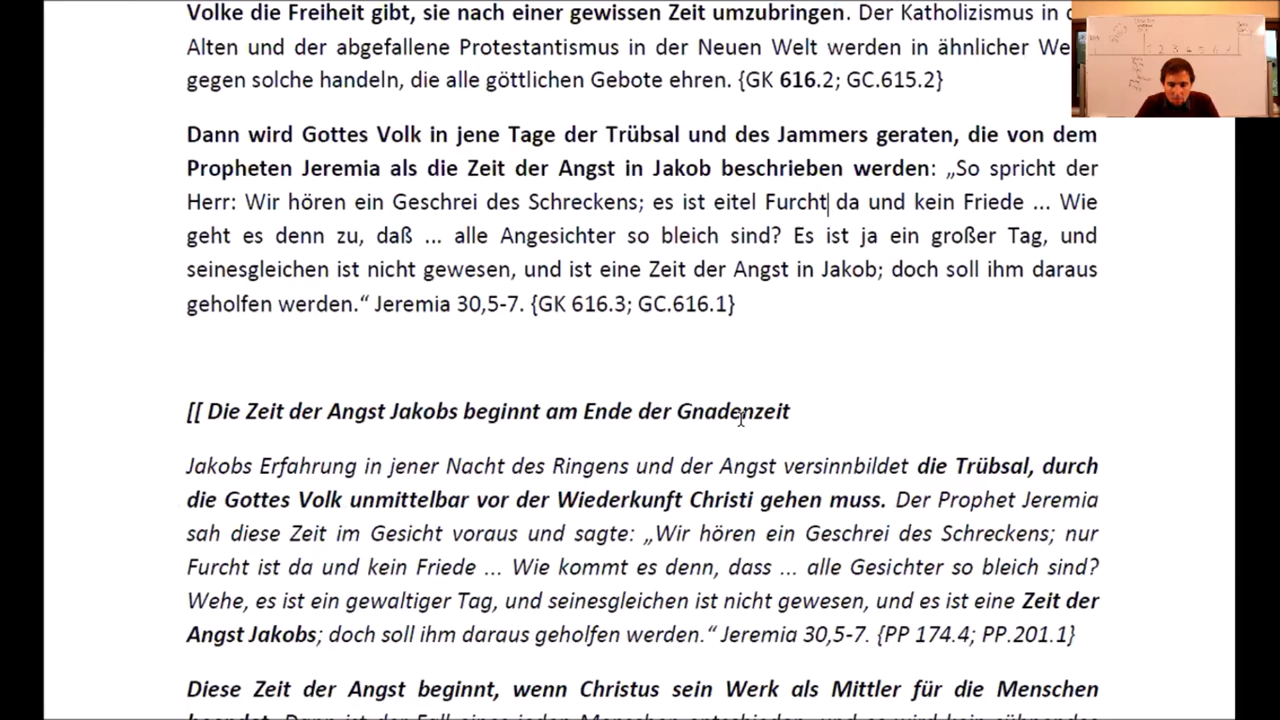 Volke die Freiheit gibt, sie nach einer gewissen Zeit umzubringen. Der Katholizismus in
Alten und der abgefallene Protestantismus in der Neuen Welt werden in ähnlicher
gegen solche handeln, die alle göttlichen Gebote ehren. {GK 616.2; GC.615.2}
Dann wird Gottes Volk in jene Tage der Trübsal und des Jammers geraten, die von dem
Propheten Jeremia als die Zeit der Angst in Jakob beschrieben werden: „So spricht der
Herr: Wir hören ein Geschrei des Schreckens; es ist eitel Furcht da und kein Friede ... Wie
geht es denn zu, daß ... alle Angesichter so bleich sind? Es ist ja ein großer Tag, und
seinesgleichen ist nicht gewesen, und ist eine Zeit der Angst in Jakob; doch soll ihm daraus
geholfen werden.“ Jeremia 30,5-7. {GK 616.3; GC.616.1}
[[ Die Zeit der Angst Jakobs beginnt am Ende der Gnadenzeit
Jakobs Erfahrung in jener Nacht des Ringens und der Angst versinnbildet die Trübsal, durch
die Gottes Volk unmittelbar vor der Wiederkunft Christi gehen muss. Der Prophet Jeremia
sah diese Zeit im Gesicht voraus und sagte: „Wir hören ein Geschrei des Schreckens; nur
Furcht ist da und kein Friede ... Wie kommt es denn, dass ... alle Gesichter so bleich sind?
Wehe, es ist ein gewaltiger Tag, und seinesgleichen ist nicht gewesen, und es ist eine Zeit der
Angst Jakobs; doch soll ihm daraus geholfen werden.“ Jeremia 30,5-7. {PP 174.4; PP.201.1}
Diese Zeit der Angst beginnt, wenn Christus sein Werk als Mittler für die Menschen